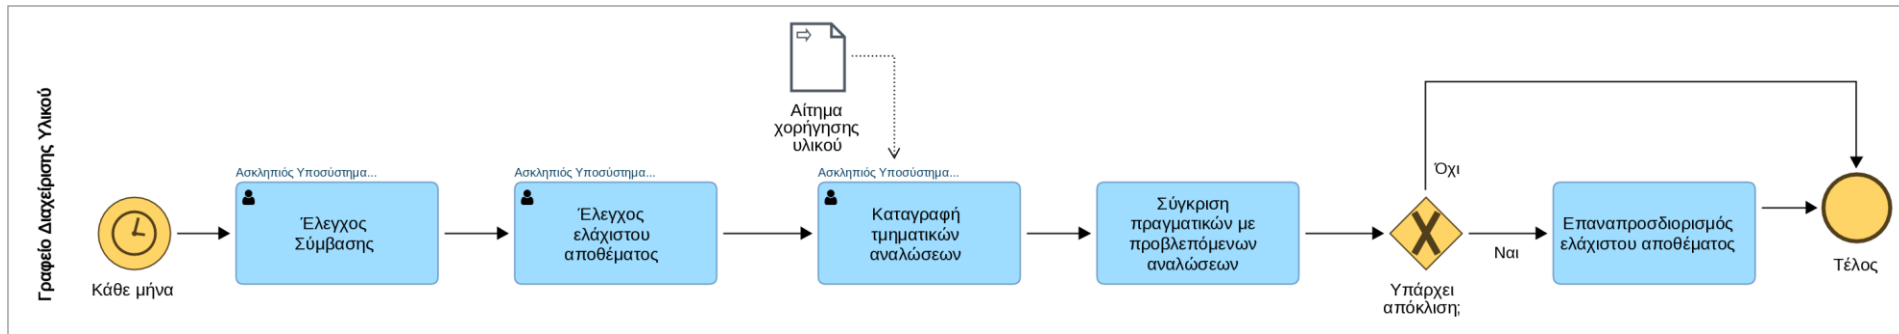 Γραφείο Διαχείρισης Υλικού
Κάθε μήνα
Ασκληπιός Υποσύστημα...
Έλεγχος
Σύμβασης
Ασκληπιός Υποσύστημα...
Έλεγχος
ελάχιστου
αποθέματος
Αίτημα
χορήγησης
υλικού
Ασκληπιός Υποσύστημα...
Καταγραφή
τμηματικών
αναλώσεων
Σύγκριση
πραγματικών με
προβλεπόμενων
αναλώσεων
Υπάρχει
απόκλιση;
Όχι
Ναι
Επαναπροσδιορισμός
ελάχιστου αποθέματος
Τέλος